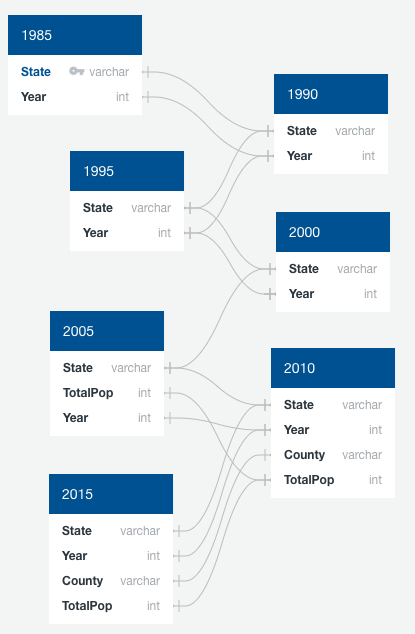 1985
State varchar
Year int
1990
State varchar
Year int
1995
State varchar
Year int
2000
State varchar
Year int
2005
State varchar
TotalPop int
Year int
2010
State varchar
Year int
County varchar
TotalPop int
2015
State varchar
Year int
County varchar
TotalPop int